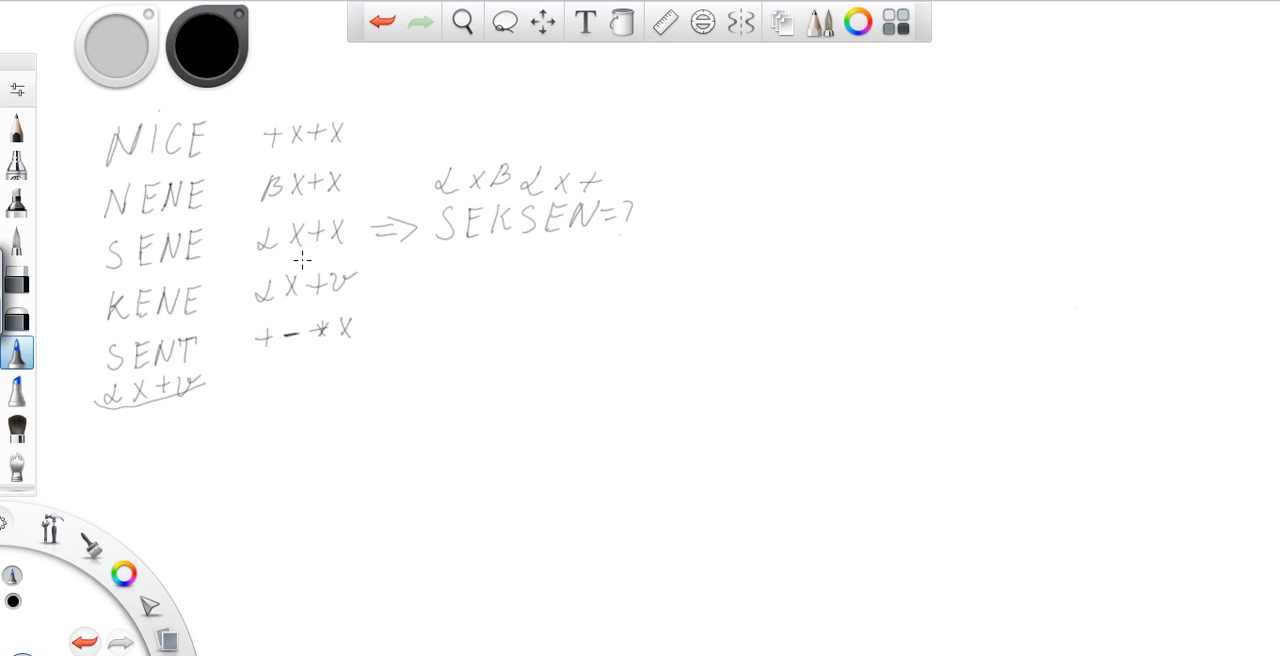 NICE +x+x
NENE βx+x
SENE αx+x
KENE αx+v
SENT +-*x
αx+v
αxβαx+
⇒ SEKSEN=?
T